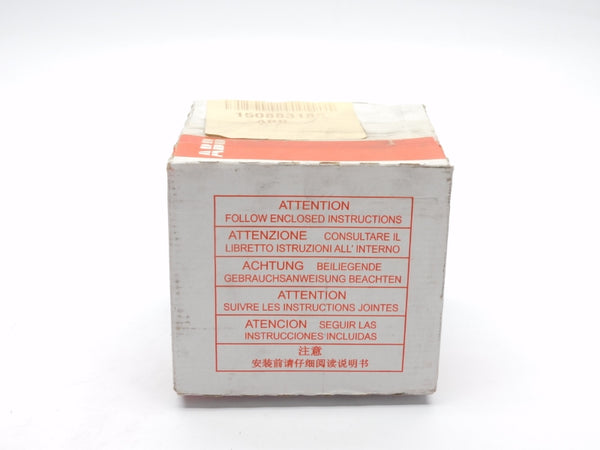 ABB
ATTENTION
FOLLOW ENCLOSED INSTRUCTIONS
ATTENZIONE CONSULTARE IL
LIBRETTO ISTRUZIONI ALL' INTERNO
ACHTUNG BEILIEGENDE
GEBRAUCHSANWEISUNG BEACHTEN
ATTENTION
SUIVRE LES INSTRUCTIONS JOINTES
ATENCION SEGUIR LAS
INSTRUCCIONES INCLUIDAS
注意
安装前请仔细阅读说明书